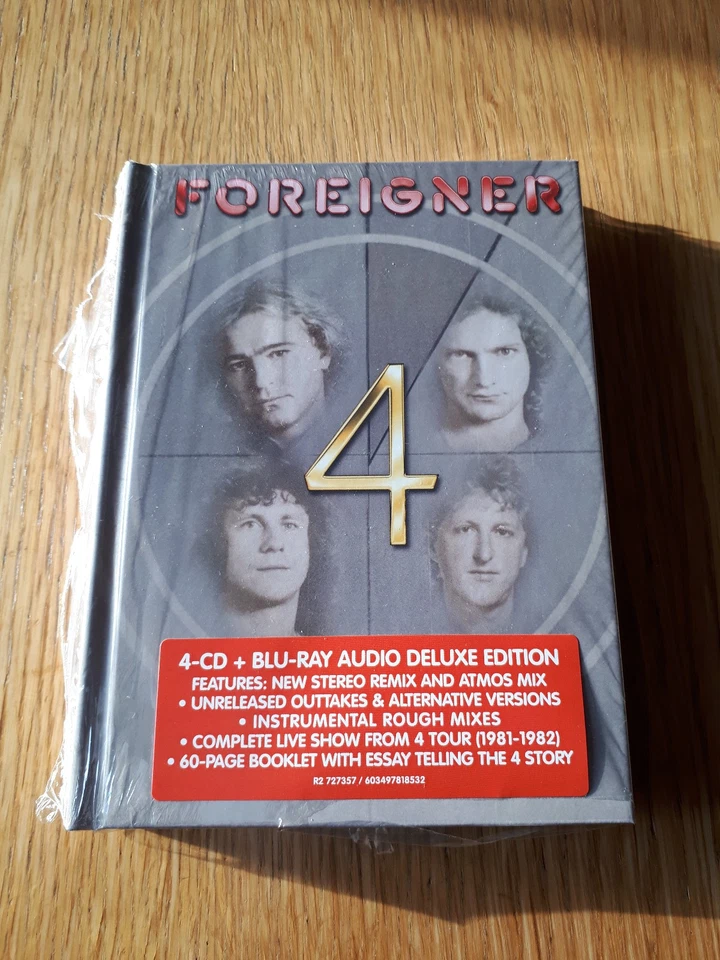 FOREIGNER
4
4-CD + BLU-RAY AUDIO DELUXE EDITION
FEATURES: NEW STEREO REMIX AND ATMOS MIX
• UNRELEASED OUTTAKES & ALTERNATIVE VERSIONS
• INSTRUMENTAL ROUGH MIXES
• COMPLETE LIVE SHOW FROM 4 TOUR (1981-1982)
• 60-PAGE BOOKLET WITH ESSAY TELLING THE 4 STORY
R2 727357 / 603497818532